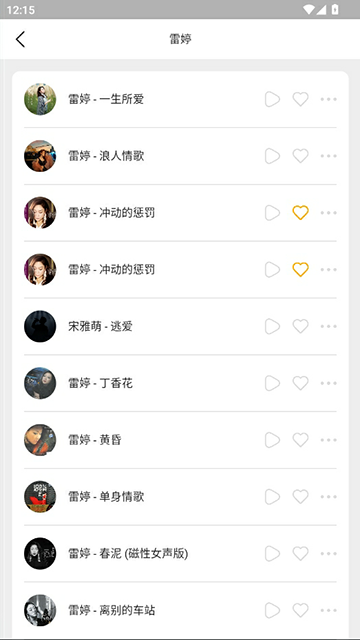 12:15
雷婷
雷婷 - 一生所爱
雷婷 - 浪人情歌
雷婷 - 冲动的惩罚
雷婷 - 冲动的惩罚
宋雅萌 - 逃爱
雷婷 - 丁香花
雷婷 - 黄昏
雷婷 - 单身情歌
雷婷 - 春泥 (磁性女声版)
雷婷 - 离别的车站